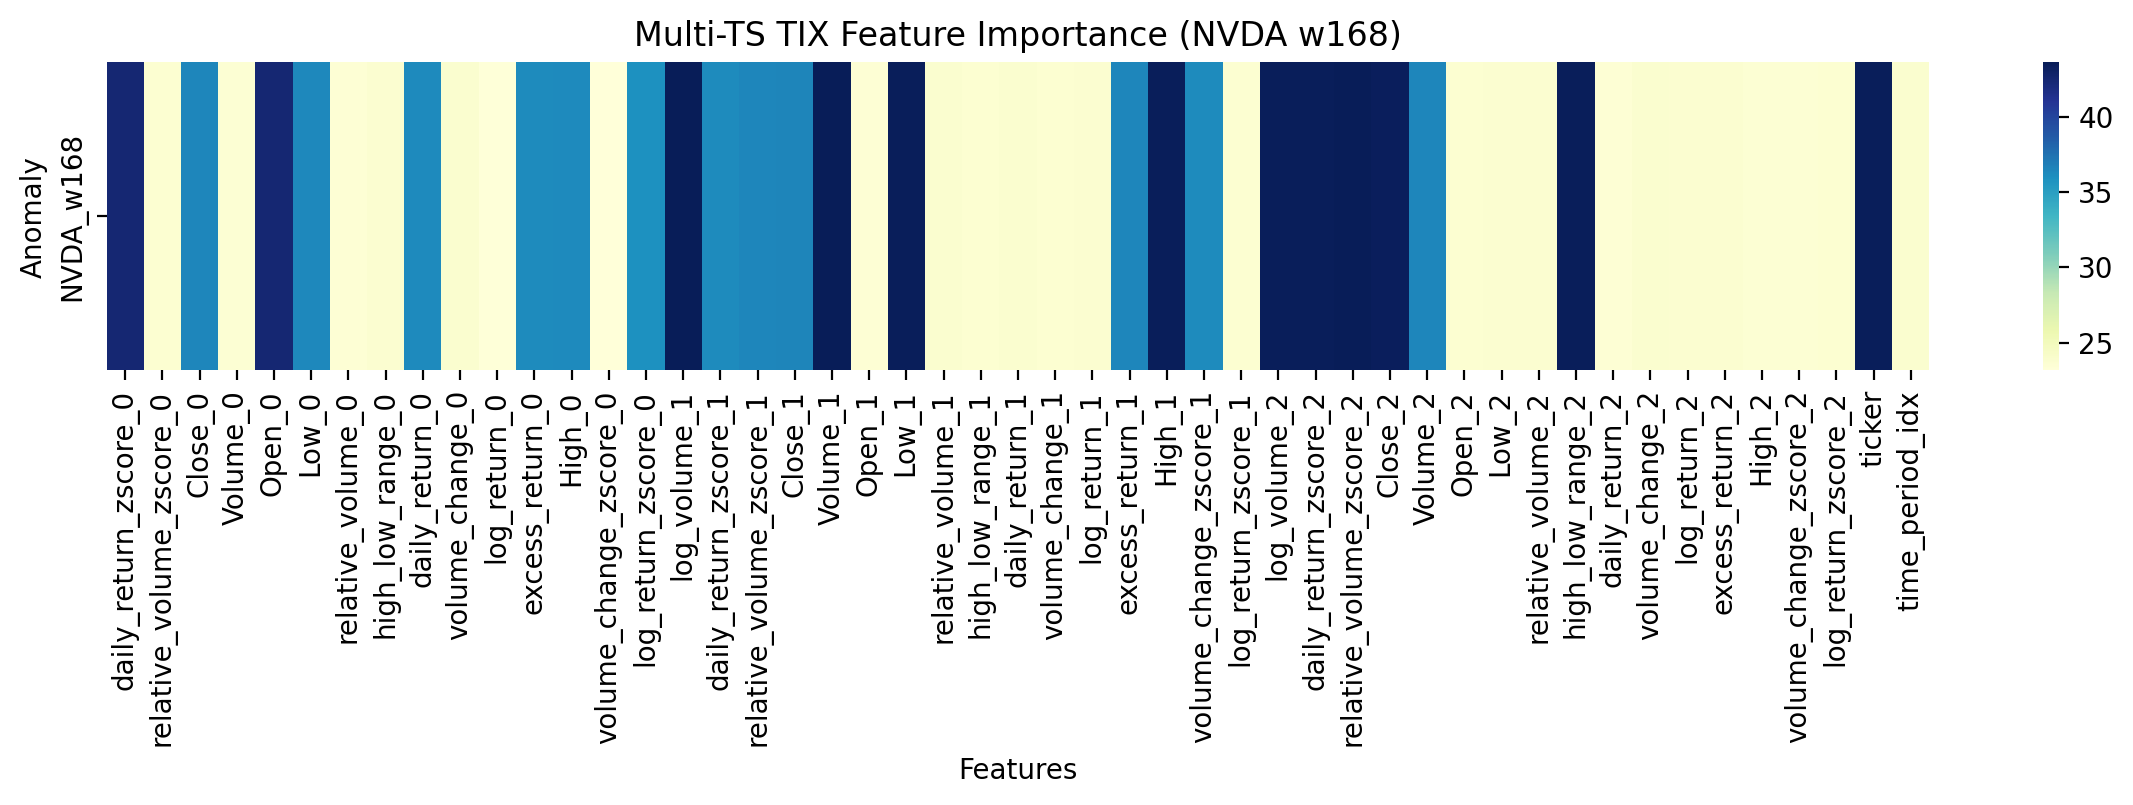 Multi-TS TIX Feature Importance (NVDA w168)
Anomaly
NVDA_w168
40
35
30
25
daily_return_zscore_0
relative_volume_zscore_0
Close_0
Volume_0
Open_0
Low_0
relative_volume_0
high_low_range_0
daily_return_0
volume_change_0
log_return_0
excess_return_0
High_0
volume_change_zscore_0
log_return_zscore_0
log_volume_1
daily_return_zscore_1
relative_volume_zscore_1
Close_1
Volume_1
Open_1
Low_1
relative_volume_1
high_low_range_1
daily_return_1
volume_change_1
log_return_1
excess_return_1
High_1
volume_change_zscore_1
log_return_zscore_1
log_volume_2
daily_return_zscore_2
relative_volume_zscore_2
Close_2
Volume_2
Open_2
Low_2
relative_volume_2
high_low_range_2
daily_return_2
volume_change_2
log_return_2
excess_return_2
High_2
volume_change_zscore_2
log_return_zscore_2
ticker
time_period_idx
Features